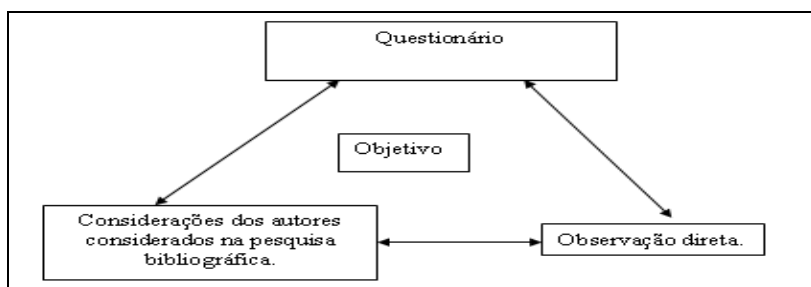 Questionário
Objetivo
Considerações dos autores
considerados na pesquisa
bibliográfica.
Observação direta.